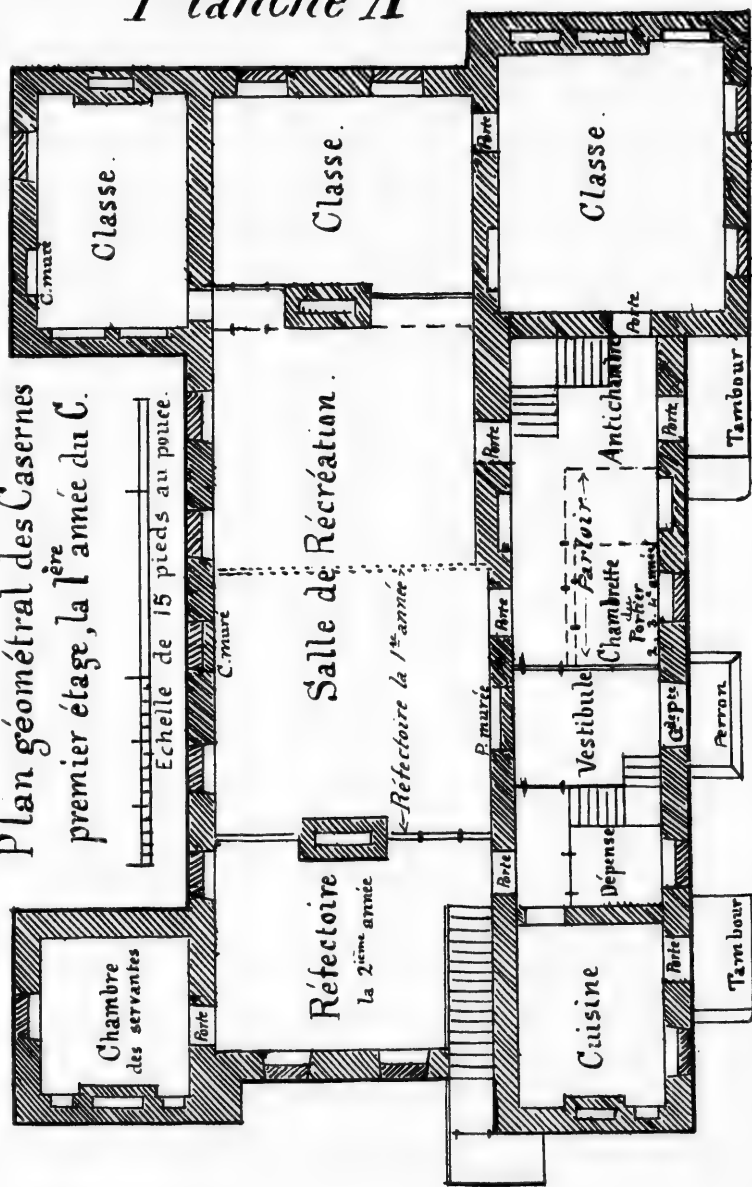 Planche A
Plan géométral des Casernes
premier étage, la 1ère année du C.
Echelle de 15 pieds au pouce.
Classe.
C. muré
Classe.
Porte
Classe.
Porte
Salle de Récréation.
C. muré
Réfectoire la 1re année
P. murée
Porte
Porte
Antichambre
Porte
Tambour
Parloir
Chambrette
du
Portier
2. 3. 4e année
Vestibule
Gde Pte
Perron
Dépense
Porte
Réfectoire
la 2ième année
Chambre
des servantes
Porte
Cuisine
Porte
Tambour